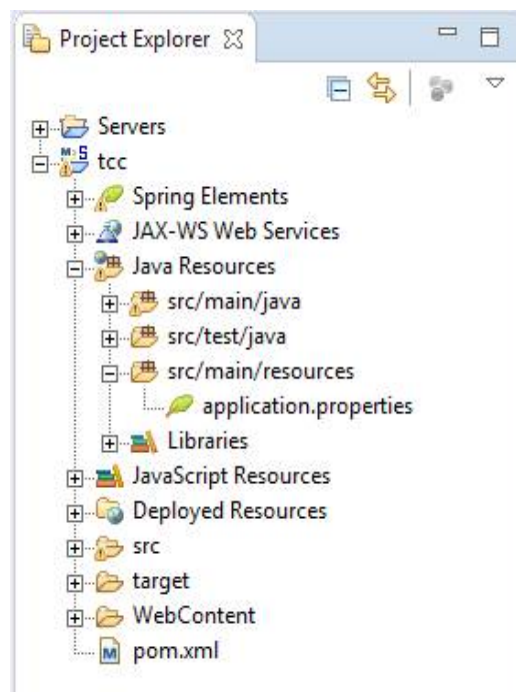 Project Explorer
Servers
tcc
Spring Elements
JAX-WS Web Services
Java Resources
src/main/java
src/test/java
src/main/resources
application.properties
Libraries
JavaScript Resources
Deployed Resources
src
target
WebContent
pom.xml